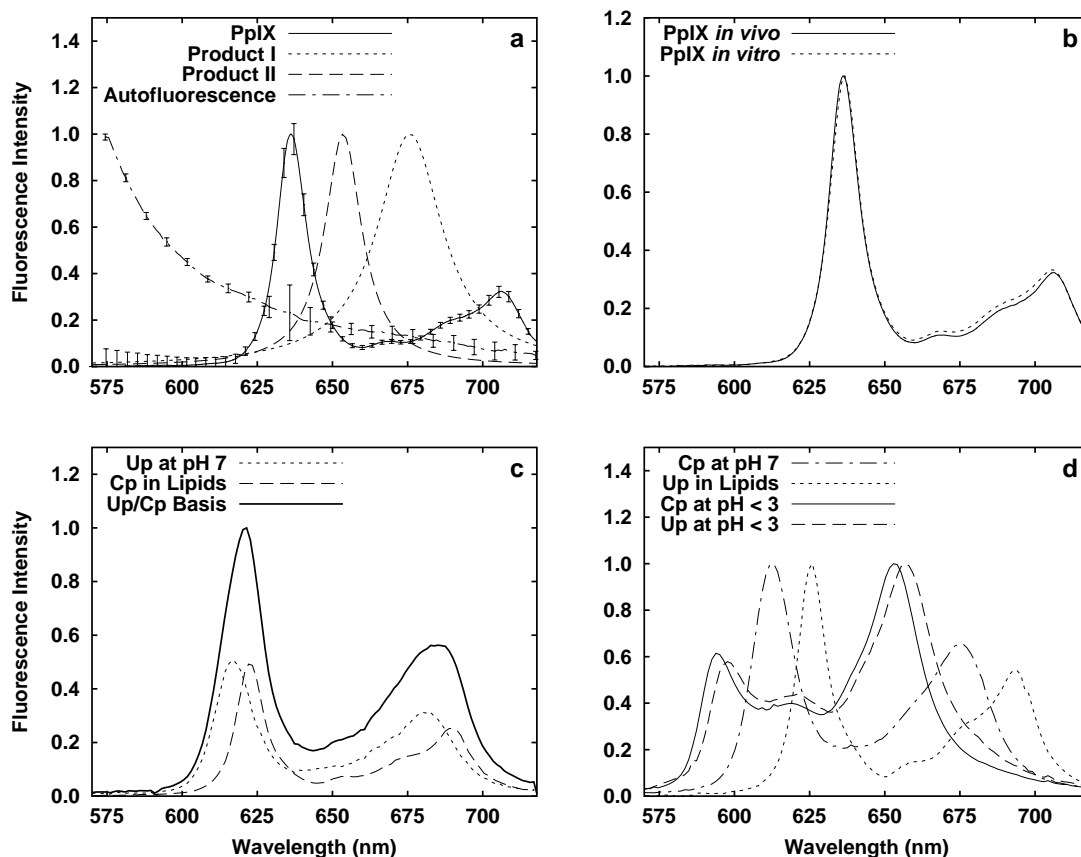 a
PpIX
Product I
Product II
Autofluorescence
1.4
1.2
1.0
0.8
0.6
0.4
0.2
0.0
Fluorescence Intensity
575 600 625 650 675 700
b
PpIX in vivo
PpIX in vitro
1.2
1.0
0.8
0.6
0.4
0.2
0.0
575 600 625 650 675 700
c
Up at pH 7
Cp in Lipids
Up/Cp Basis
1.2
1.0
0.8
0.6
0.4
0.2
0.0
Fluorescence Intensity
575 600 625 650 675 700
Wavelength (nm)
d
Cp at pH 7
Up in Lipids
Cp at pH < 3
Up at pH < 3
1.4
1.2
1.0
0.8
0.6
0.4
0.2
0.0
575 600 625 650 675 700
Wavelength (nm)